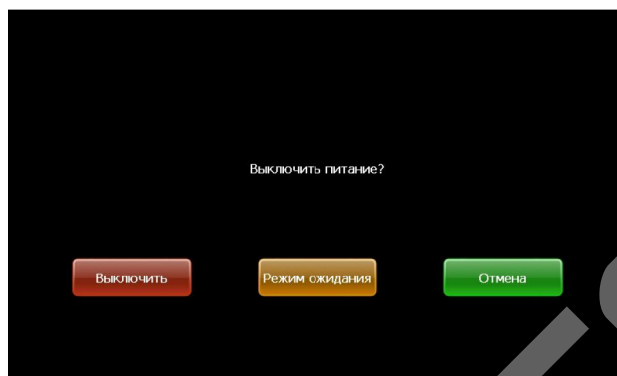 Выключить питание?
Выключить
Режим ожидания
Отмена